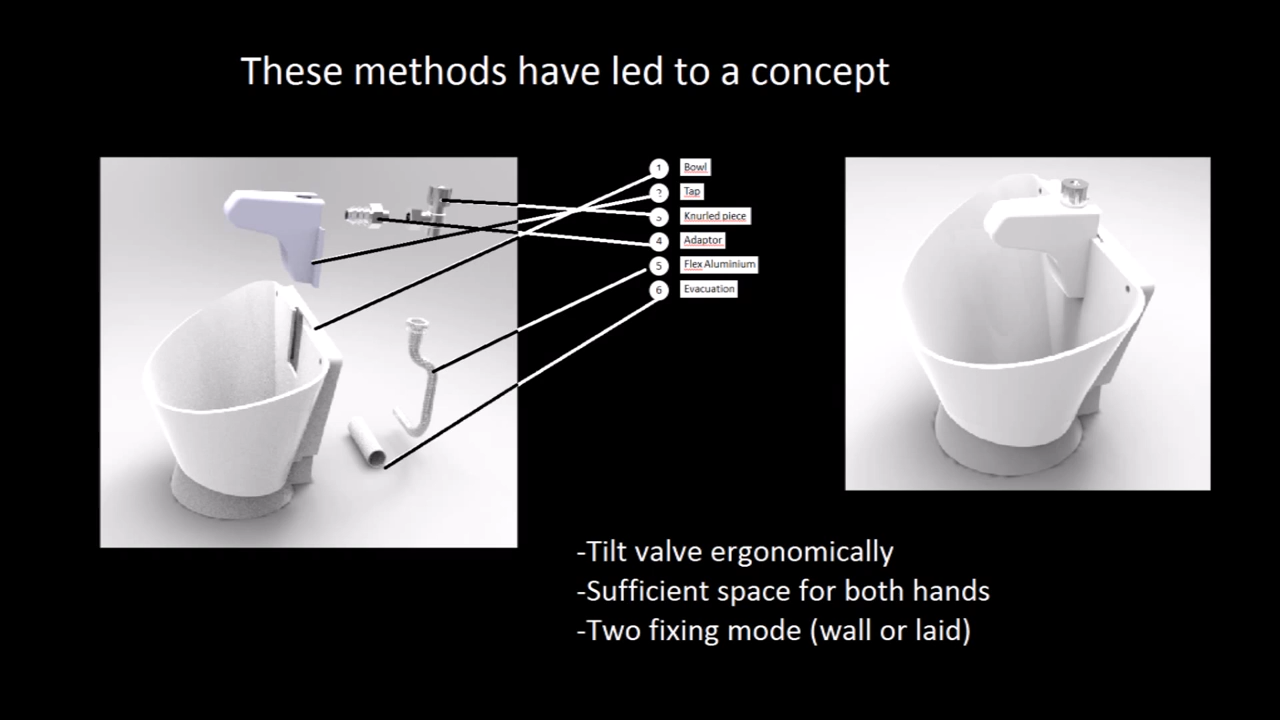 These methods have led to a concept
1 Bowl
2 Tap
3 Knurled piece
4 Adaptor
5 Flex Aluminium
6 Evacuation
-Tilt valve ergonomically
-Sufficient space for both hands
-Two fixing mode (wall or laid)